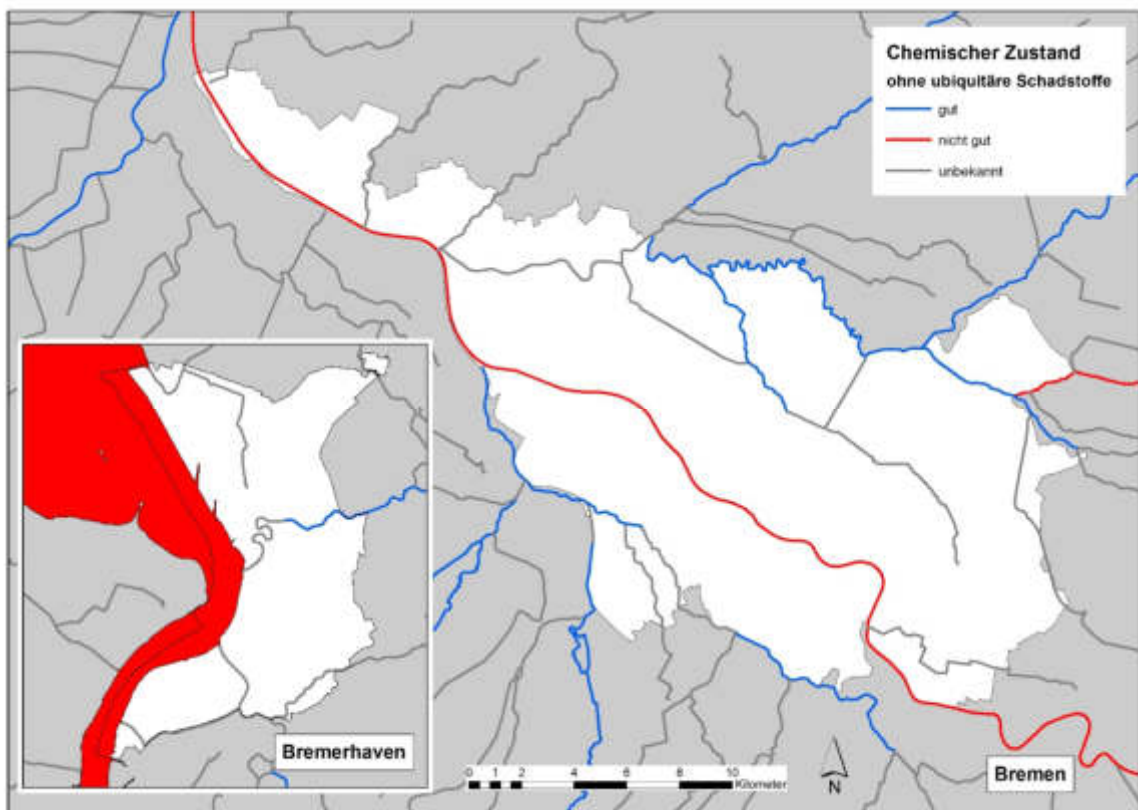 Chemischer Zustand
ohne ubiquitäre Schadstoffe
gut
nicht gut
unbekannt
Bremerhaven
0 1 2 4 6 8 10
Kilometer
N
Bremen